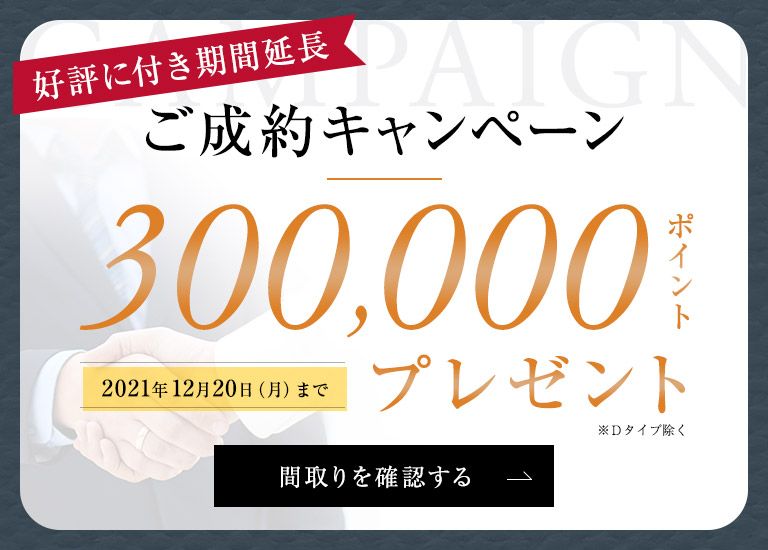 CAMPAIGN
好評に付き期間延長
ご成約キャンペーン
300,000
ポイント
プレゼント
2021年12月20日（月）まで
※Dタイプ除く
間取りを確認する